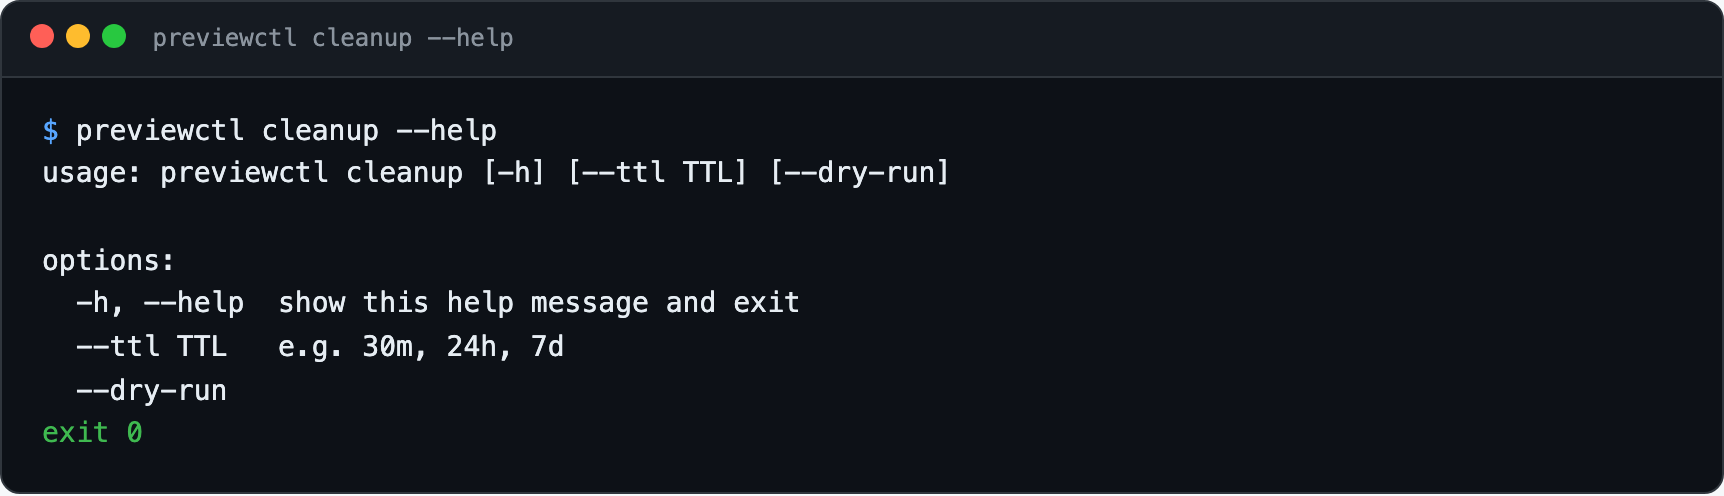 previewctl cleanup --help
$ previewctl cleanup --help
usage: previewctl cleanup [-h] [--ttl TTL] [--dry-run]

options:
  -h, --help  show this help message and exit
  --ttl TTL   e.g. 30m, 24h, 7d
  --dry-run
exit 0